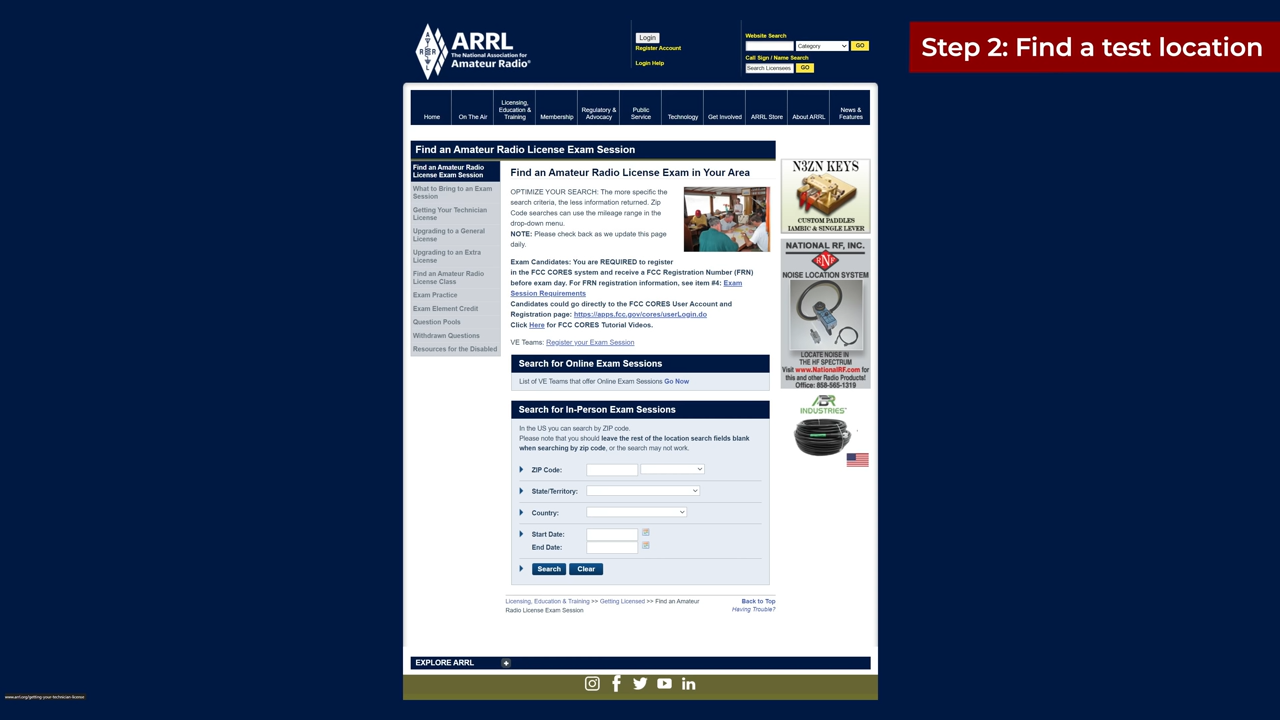 Step 2: Find a test location
ARRL
The National Association for
Amateur Radio®
Login
Register Account
Login Help
Website Search
Category
GO
Call Sign / Name Search
Search Licensees
GO
Home
On The Air
Licensing,
Education &
Training
Membership
Regulatory &
Advocacy
Public
Service
Technology
Get Involved
ARRL Store
About ARRL
News &
Features
Find an Amateur Radio License Exam Session
Find an Amateur Radio
License Exam Session
What to Bring to an Exam
Session
Getting Your Technician
License
Upgrading to a General
License
Upgrading to an Extra
License
Find an Amateur Radio
License Class
Exam Practice
Exam Element Credit
Question Pools
Withdrawn Questions
Resources for the Disabled
Find an Amateur Radio License Exam in Your Area
OPTIMIZE YOUR SEARCH: The more specific the
search criteria, the less information returned. Zip
Code searches can use the mileage range in the
drop-down menu.
NOTE: Please check back as we update this page
daily.
Exam Candidates: You are REQUIRED to register
in the FCC CORES system and receive a FCC Registration Number (FRN)
before exam day. For FRN registration information, see item #4: Exam
Session Requirements
Candidates could go directly to the FCC CORES User Account and
Registration page: https://apps.fcc.gov/cores/userLogin.do
Click Here for FCC CORES Tutorial Videos.
VE Teams: Register your Exam Session
Search for Online Exam Sessions
List of VE Teams that offer Online Exam Sessions Go Now
Search for In-Person Exam Sessions
In the US you can search by ZIP code.
Please note that you should leave the rest of the location search fields blank
when searching by zip code, or the search may not work.
ZIP Code:
State/Territory:
Country:
Start Date:
End Date:
Search
Clear
Licensing, Education & Training >> Getting Licensed >> Find an Amateur
Radio License Exam Session
Back to Top
Having Trouble?
N3ZN KEYS
CUSTOM PADDLES
IAMBIC & SINGLE LEVER
NATIONAL RF, INC.
RNF
NOISE LOCATION SYSTEM
LOCATE NOISE IN
THE HF SPECTRUM
Visit www.NationalRF.com for
this and other Radio Products!
Office: 858-565-1319
ABR
INDUSTRIES™
EXPLORE ARRL
www.arrl.org/getting-your-technician-license